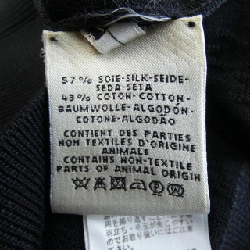 57% SOIE-SILK-SEIDE-
SEDA SETA
43% COTON-COTTON-
BAUMWOLLE-ALGODÓN-
COTONE-ALGODÃO
CONTIENT DES PARTIES
NON TEXTILES D'ORIGINE
ANIMALE
CONTAINS NON-TEXTILE
PARTS OF ANIMAL ORIGIN